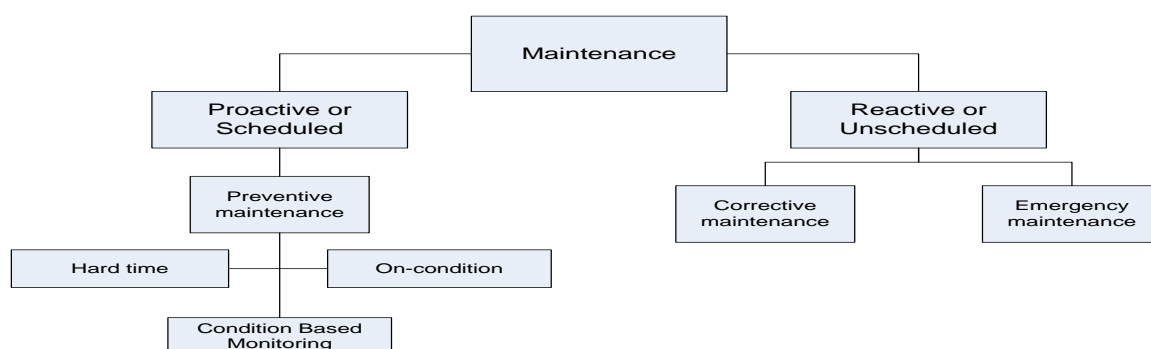 Maintenance
Proactive or
Scheduled
Reactive or
Unscheduled
Preventive
maintenance
Corrective
maintenance
Emergency
maintenance
Hard time
On-condition
Condition Based
Monitoring